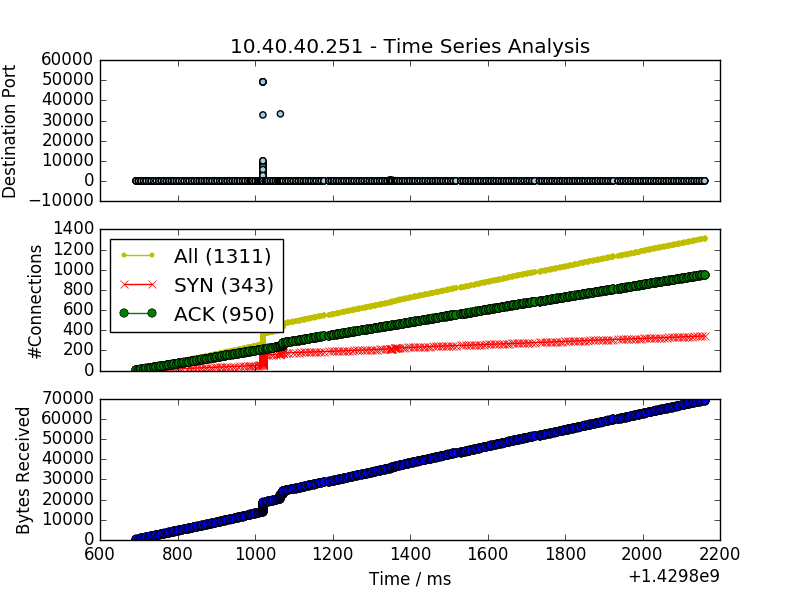 10.40.40.251 - Time Series Analysis
60000
50000
40000
30000
20000
10000
0
−10000
Destination Port
1400
1200
1000
800
600
400
200
0
#Connections
All (1311)
SYN (343)
ACK (950)
70000
60000
50000
40000
30000
20000
10000
0
Bytes Received
600 800 1000 1200 1400 1600 1800 2000 2200
Time / ms
+1.4298e9